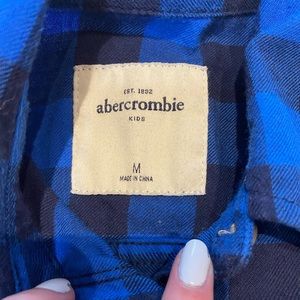 EST. 1892
abercrombie
KIDS
M
MADE IN CHINA